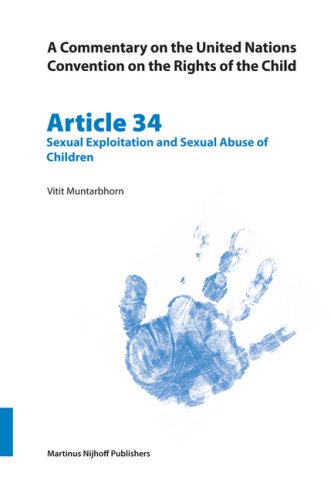 A Commentary on the United Nations
Convention on the Rights of the Child
Article 34
Sexual Exploitation and Sexual Abuse of
Children
Vitit Muntarbhorn
Martinus Nijhoff Publishers